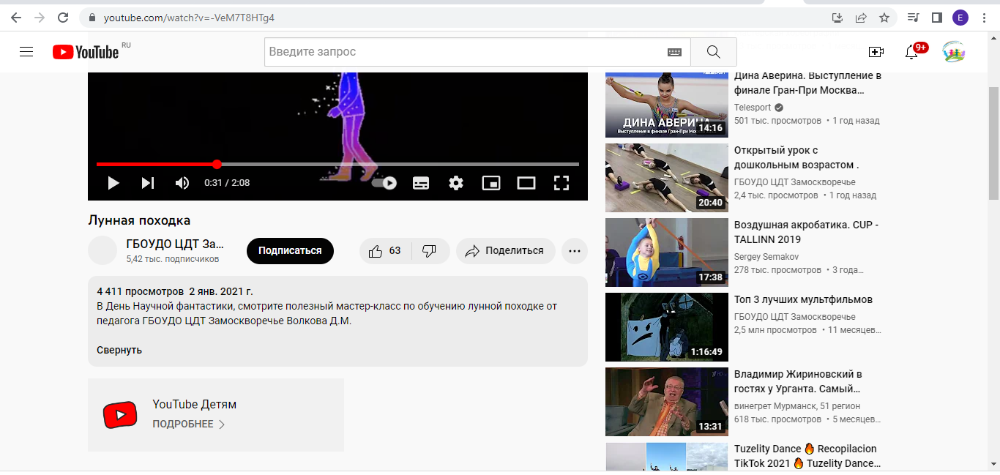 youtube.com/watch?v=-VeM7T8HTg4
E
YouTube RU
Введите запрос
9+
0:31 / 2:08
Лунная походка
ГБОУДО ЦДТ За...
5,42 тыс. подписчиков
Подписаться
63
Поделиться
4 411 просмотров 2 янв. 2021 г.
В День Научной фантастики, смотрите полезный мастер-класс по обучению лунной походке от
педагога ГБОУДО ЦДТ Замоскворечье Волкова Д.М.
Свернуть
YouTube Детям
ПОДРОБНЕЕ
ДИНА АВЕРИНА
14:16
Дина Аверина. Выступление в
финале Гран-При Москва...
Telesport
501 тыс. просмотров • 1 год назад
20:40
Открытый урок с
дошкольным возрастом .
ГБОУДО ЦДТ Замоскворечье
2,4 тыс. просмотров • 1 год назад
17:38
Воздушная акробатика. CUP -
TALLINN 2019
Sergey Semakov
278 тыс. просмотров • 3 года...
1:16:49
Топ 3 лучших мультфильмов
ГБОУДО ЦДТ Замоскворечье
2,5 млн просмотров • 11 месяцев...
13:31
Владимир Жириновский в
гостях у Урганта. Самый...
винегрет Мурманск, 51 регион
618 тыс. просмотров • 5 месяцев...
Tuzelity Dance 🔥 Recopilacion
TikTok 2021 🔥 Tuzelity Dance...